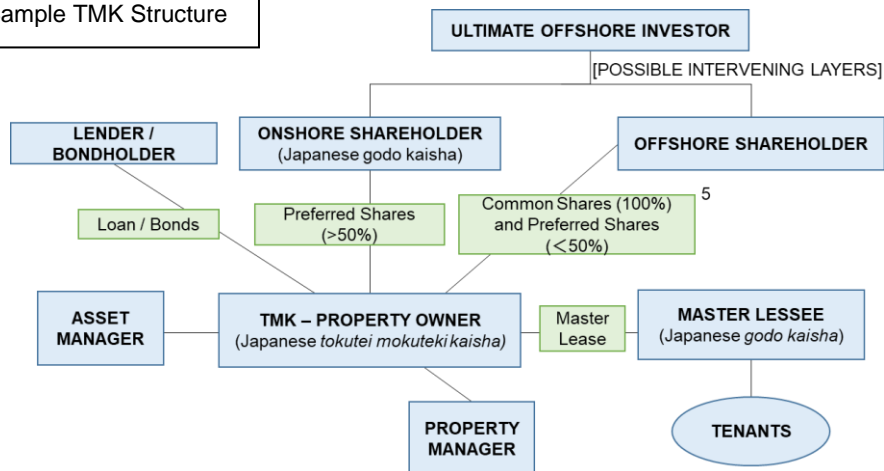 ample TMK Structure
ULTIMATE OFFSHORE INVESTOR
[POSSIBLE INTERVENING LAYERS]
LENDER /
BONDHOLDER
ONSHORE SHAREHOLDER
(Japanese godo kaisha)
OFFSHORE SHAREHOLDER
Loan / Bonds
Preferred Shares
(>50%)
Common Shares (100%)
and Preferred Shares
(＜50%)
5
ASSET
MANAGER
TMK – PROPERTY OWNER
(Japanese tokutei mokuteki kaisha)
Master
Lease
MASTER LESSEE
(Japanese godo kaisha)
PROPERTY
MANAGER
TENANTS